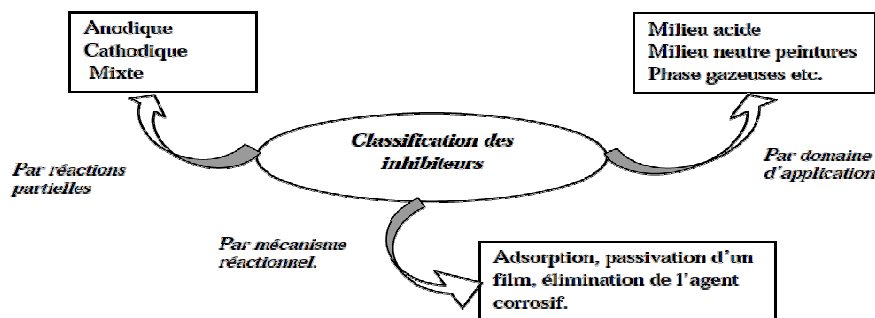 Anodique
Cathodique
Mixte
Milieu acide
Milieu neutre peintures
Phase gazeuses etc.
Classification des
inhibiteurs
Par réactions
partielles
Par domaine
d'application
Par mécanisme
réactionnel.
Adsorption, passivation d'un
film, élimination de l'agent
corrosif.